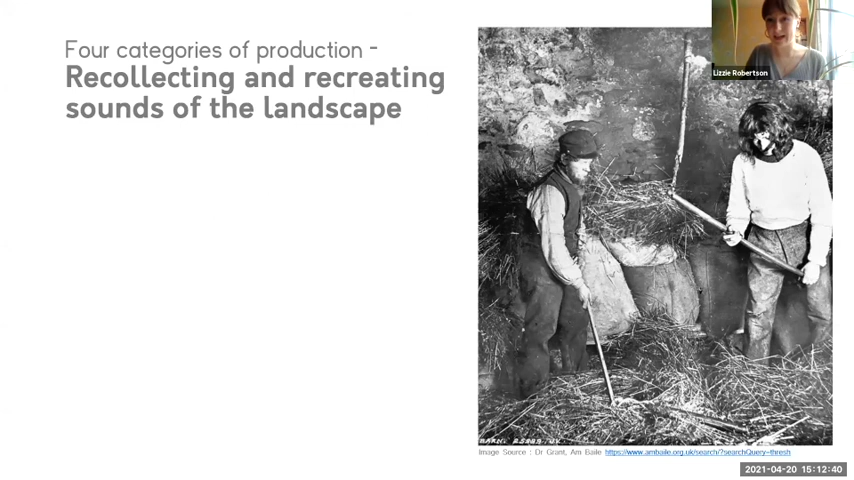 Four categories of production -
Recollecting and recreating
sounds of the landscape
Lizzie Robertson
Image Source : Dr Grant, Am Baile https://www.ambaile.org.uk/search/?searchQuery=thresh
2021-04-20 15:12:40